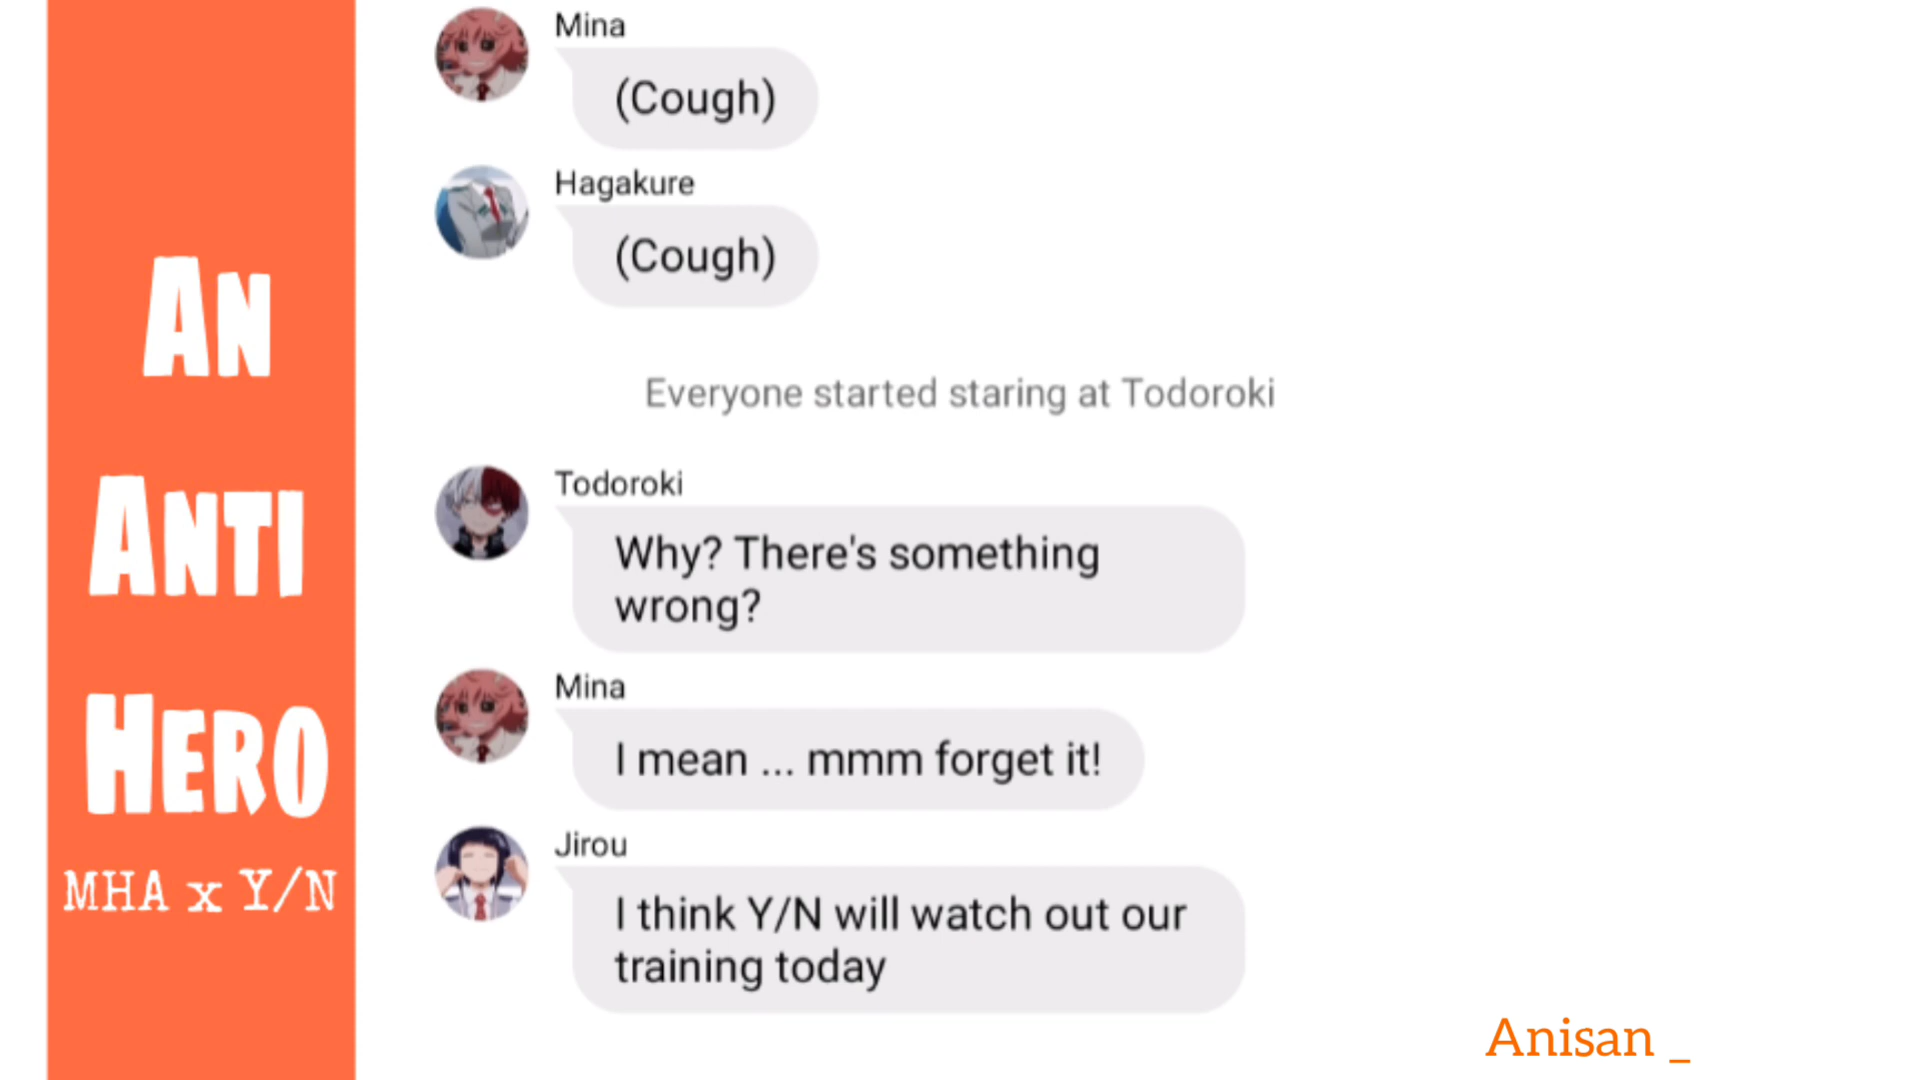 An
Anti
Hero
MHA x Y/N
Mina
(Cough)
Hagakure
(Cough)
Everyone started staring at Todoroki
Todoroki
Why? There's something
wrong?
Mina
I mean ... mmm forget it!
Jirou
I think Y/N will watch out our
training today
Anisan _